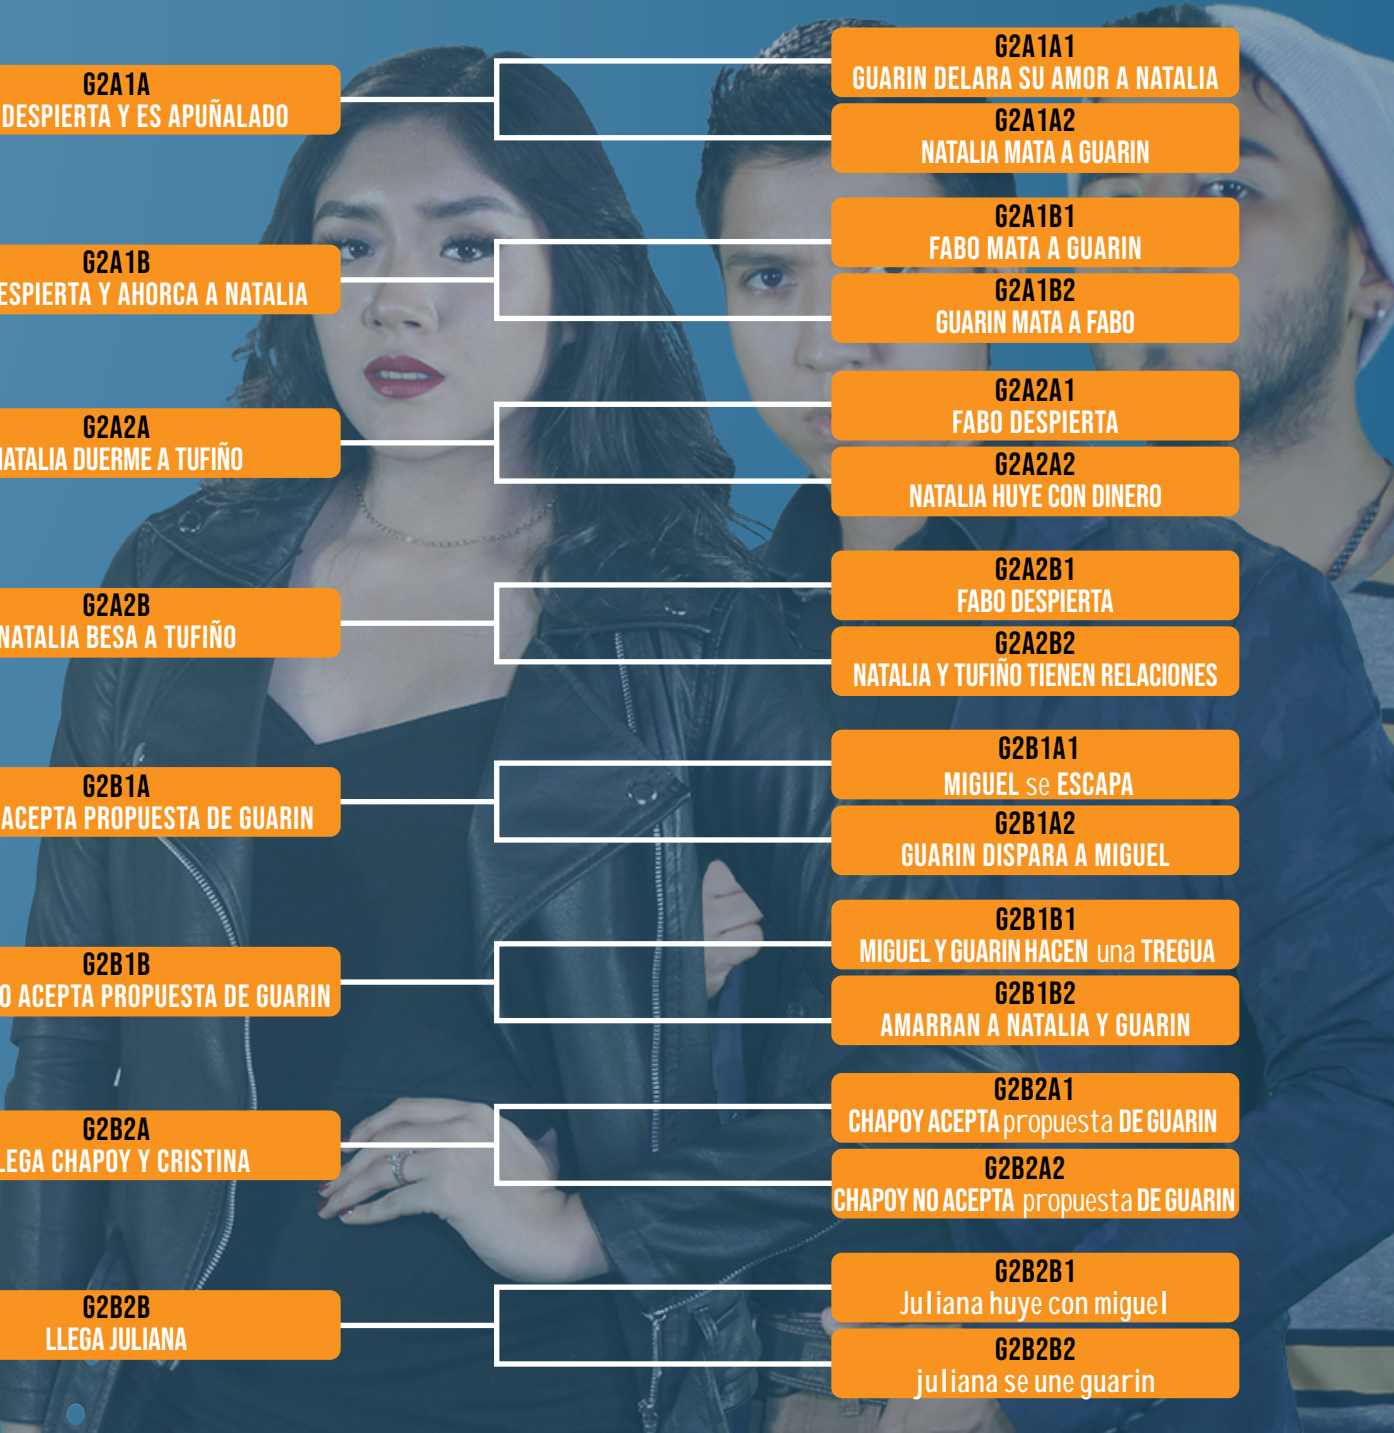 G2A1A
DESPIERTA Y ES APUÑALADO
G2A1A1
GUARIN DELARA SU AMOR A NATALIA
G2A1A2
NATALIA MATA A GUARIN
G2A1B
ESPIERTA Y AHORCA A NATALIA
G2A1B1
FABO MATA A GUARIN
G2A1B2
GUARIN MATA A FABO
G2A2A
NATALIA DUERME A TUFIÑO
G2A2A1
FABO DESPIERTA
G2A2A2
NATALIA HUYE CON DINERO
G2A2B
NATALIA BESA A TUFIÑO
G2A2B1
FABO DESPIERTA
G2A2B2
NATALIA Y TUFIÑO TIENEN RELACIONES
G2B1A
ACEPTA PROPUESTA DE GUARIN
G2B1A1
MIGUEL se ESCAPA
G2B1A2
GUARIN DISPARA A MIGUEL
G2B1B
O ACEPTA PROPUESTA DE GUARIN
G2B1B1
MIGUEL Y GUARIN HACEN una TREGUA
G2B1B2
AMARRAN A NATALIA Y GUARIN
G2B2A
LEGA CHAPOY Y CRISTINA
G2B2A1
CHAPOY ACEPTA propuesta DE GUARIN
G2B2A2
CHAPOY NO ACEPTA propuesta DE GUARIN
G2B2B
LLEGA JULIANA
G2B2B1
Juliana huye con miguel
G2B2B2
juliana se une guarin